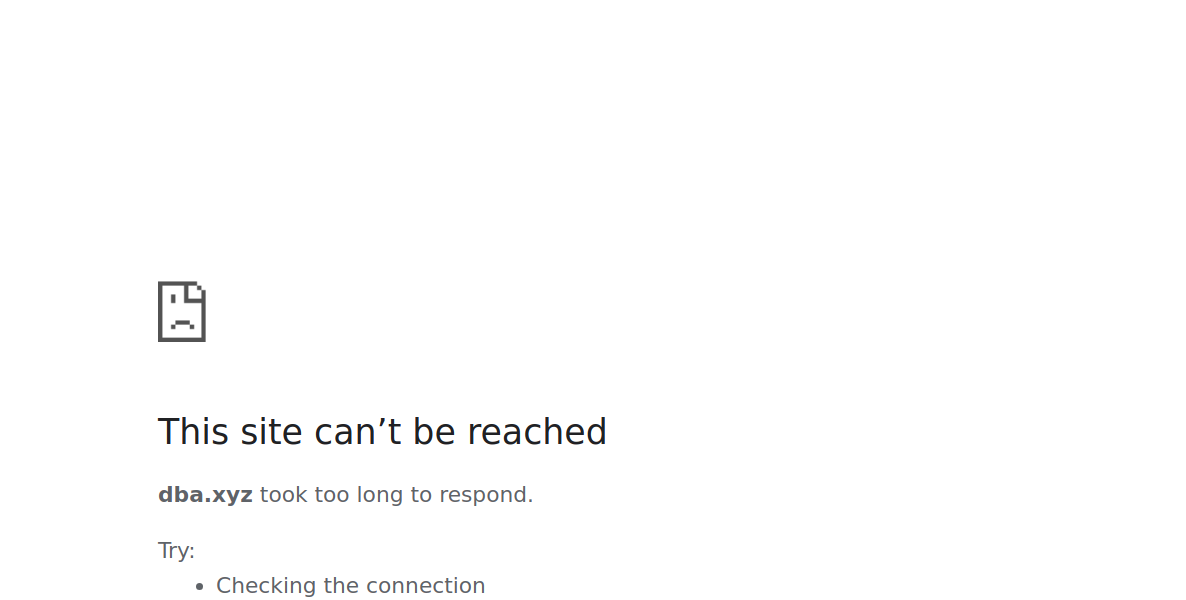 This site can’t be reached
dba.xyz took too long to respond.
Try:
Checking the connection